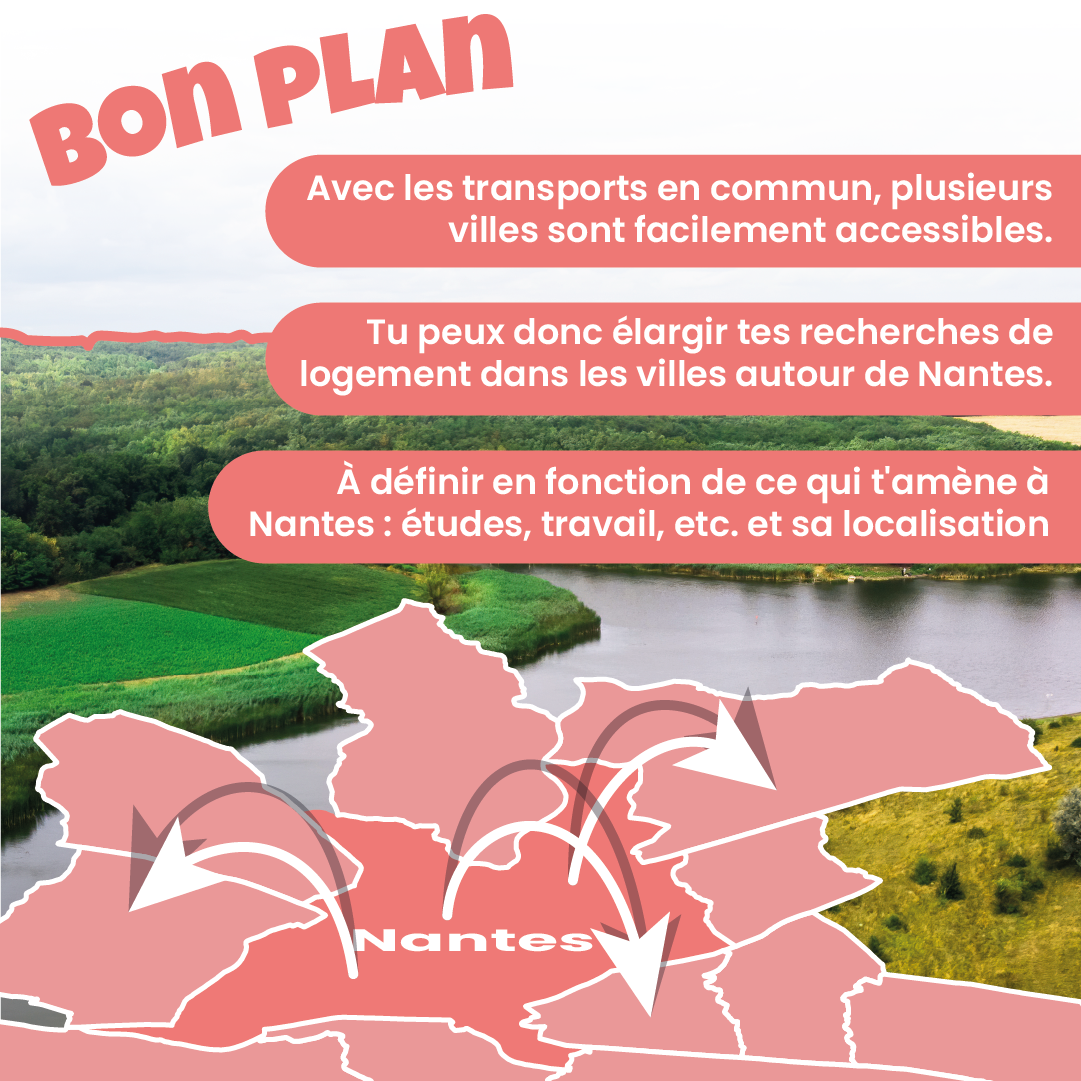 BON PLAN
Avec les transports en commun, plusieurs
villes sont facilement accessibles.
Tu peux donc élargir tes recherches de
logement dans les villes autour de Nantes.
À définir en fonction de ce qui t'amène à
Nantes : études, travail, etc. et sa localisation
Nantes